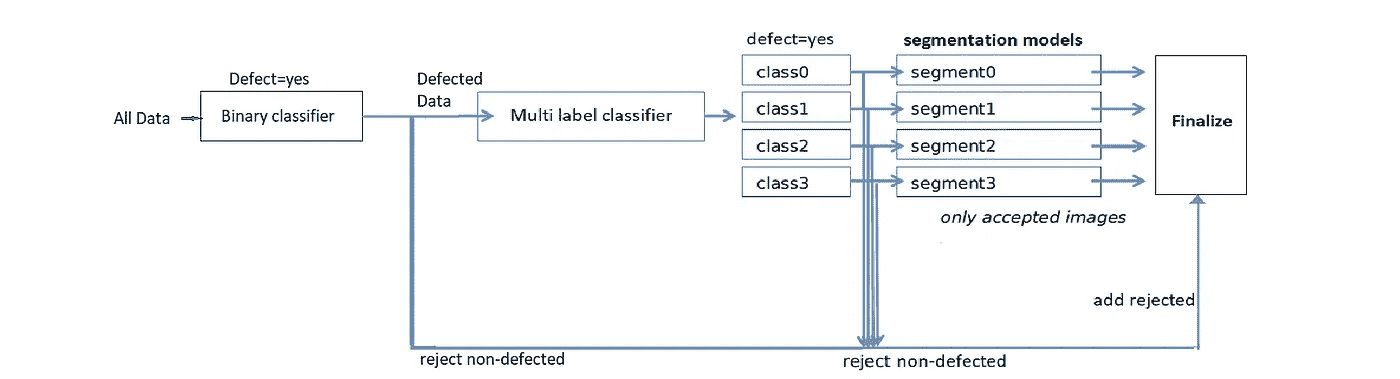 Defect=yes
All Data
Binary classifier
Defected
Data
Multi label classifier
defect=yes
class0
class1
class2
class3
segmentation models
segment0
segment1
segment2
segment3
only accepted images
Finalize
add rejected
reject non-defected
reject non-defected